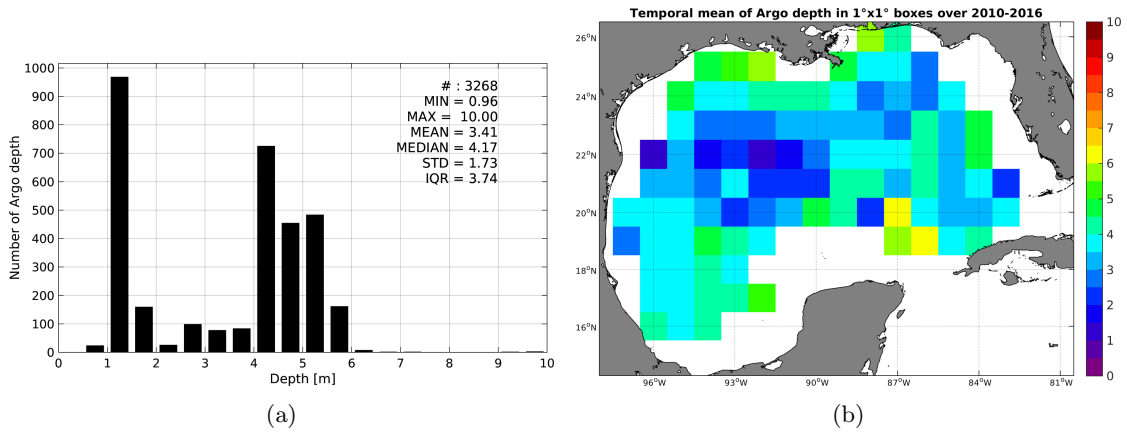 1000
900
800
700
600
500
400
300
200
100
0
Number of Argo depth
# : 3268
MIN = 0.96
MAX = 10.00
MEAN = 3.41
MEDIAN = 4.17
STD = 1.73
IQR = 3.74
0 1 2 3 4 5 6 7 8 9 10
Depth [m]
(a)
Temporal mean of Argo depth in 1°x1° boxes over 2010-2016
26°N
24°N
22°N
20°N
18°N
16°N
96°W 93°W 90°W 87°W 84°W 81°W
10
9
8
7
6
5
4
3
2
1
0
(b)